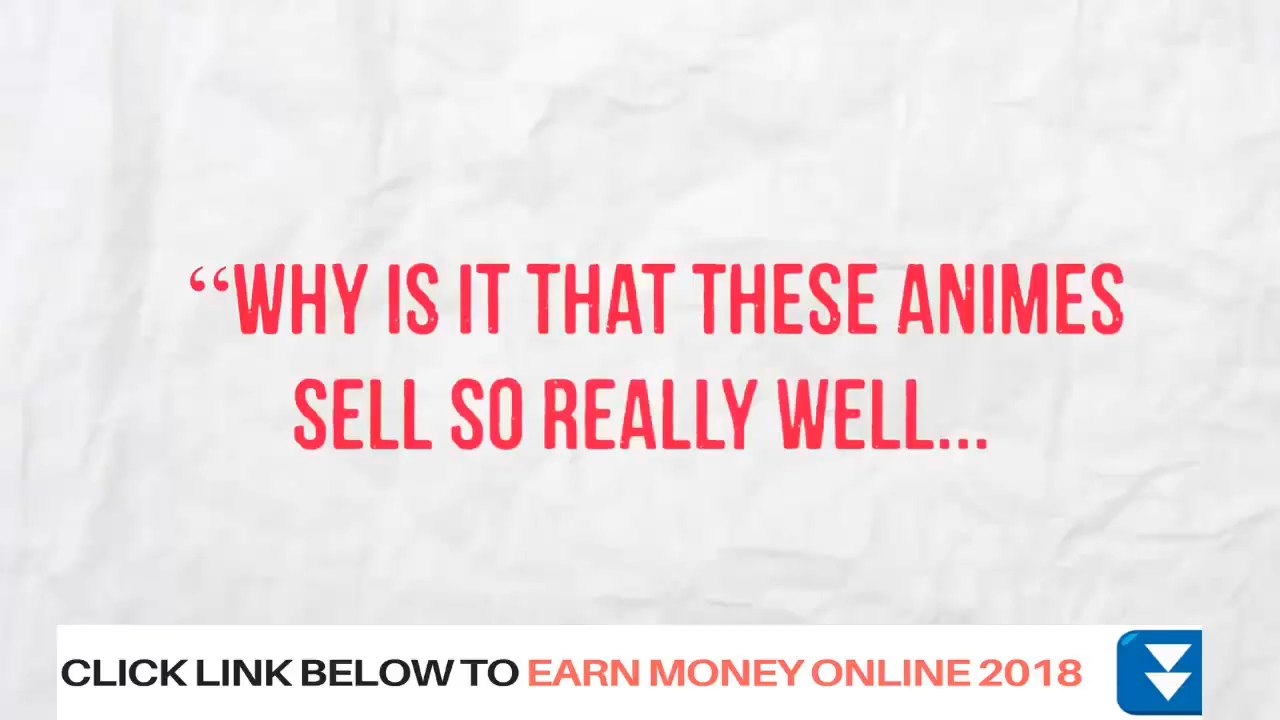 “WHY IS IT THAT THESE ANIMES
SELL SO REALLY WELL...
CLICK LINK BELOW TO EARN MONEY ONLINE 2018